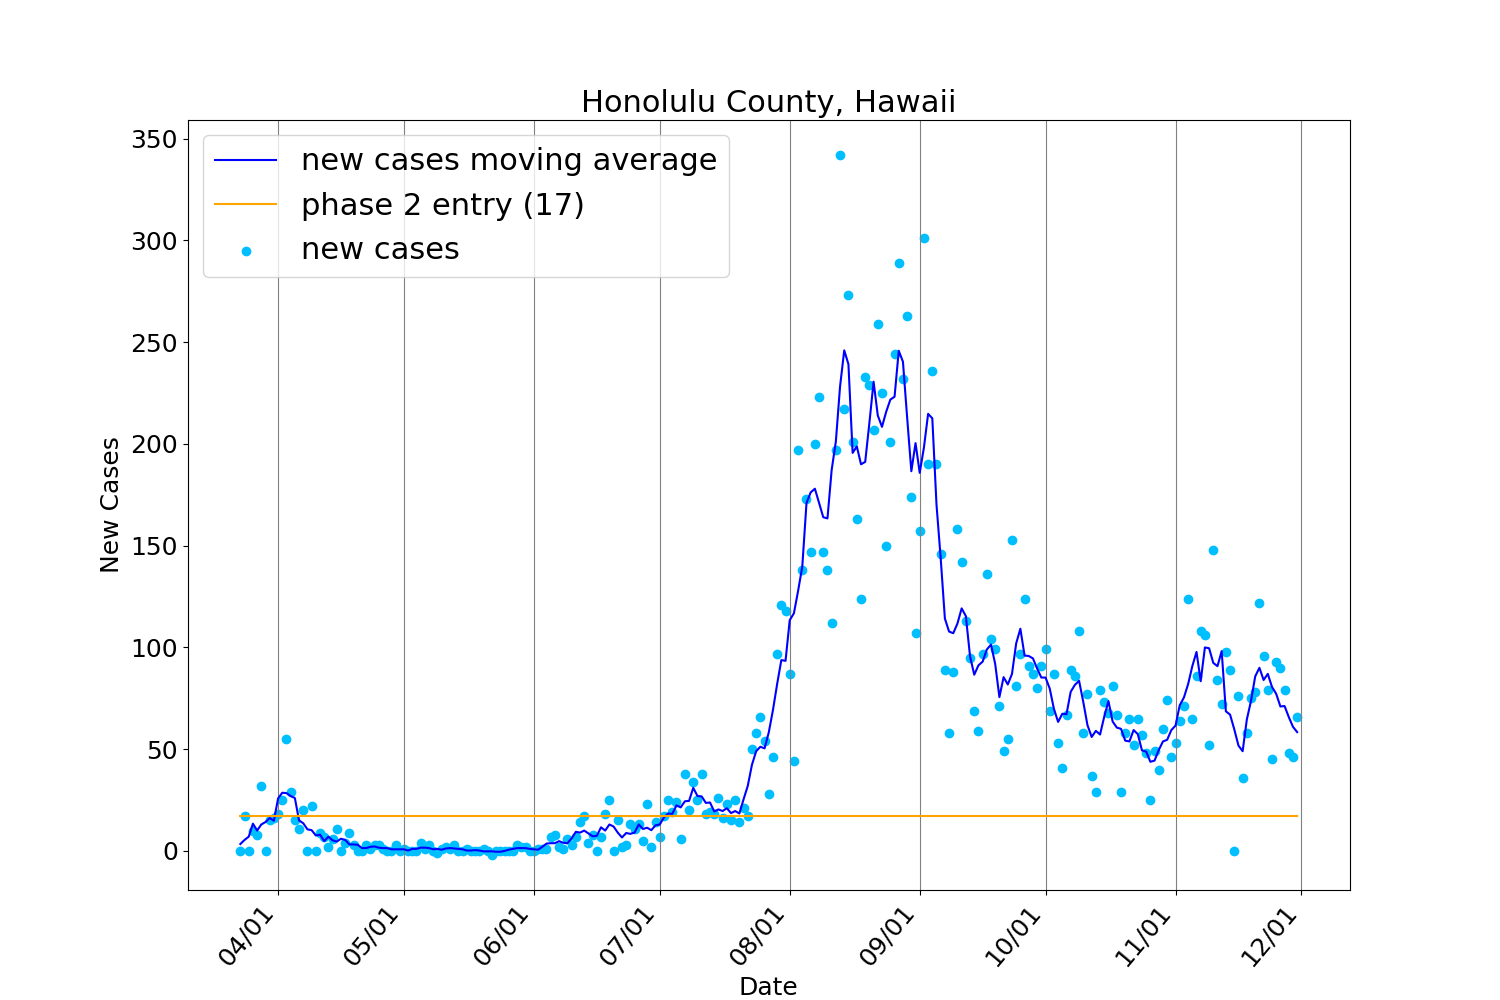 Honolulu County, Hawaii
new cases moving average
phase 2 entry (17)
new cases
350
300
250
200
150
100
50
0
New Cases
04/01
05/01
06/01
07/01
08/01
09/01
10/01
11/01
12/01
Date